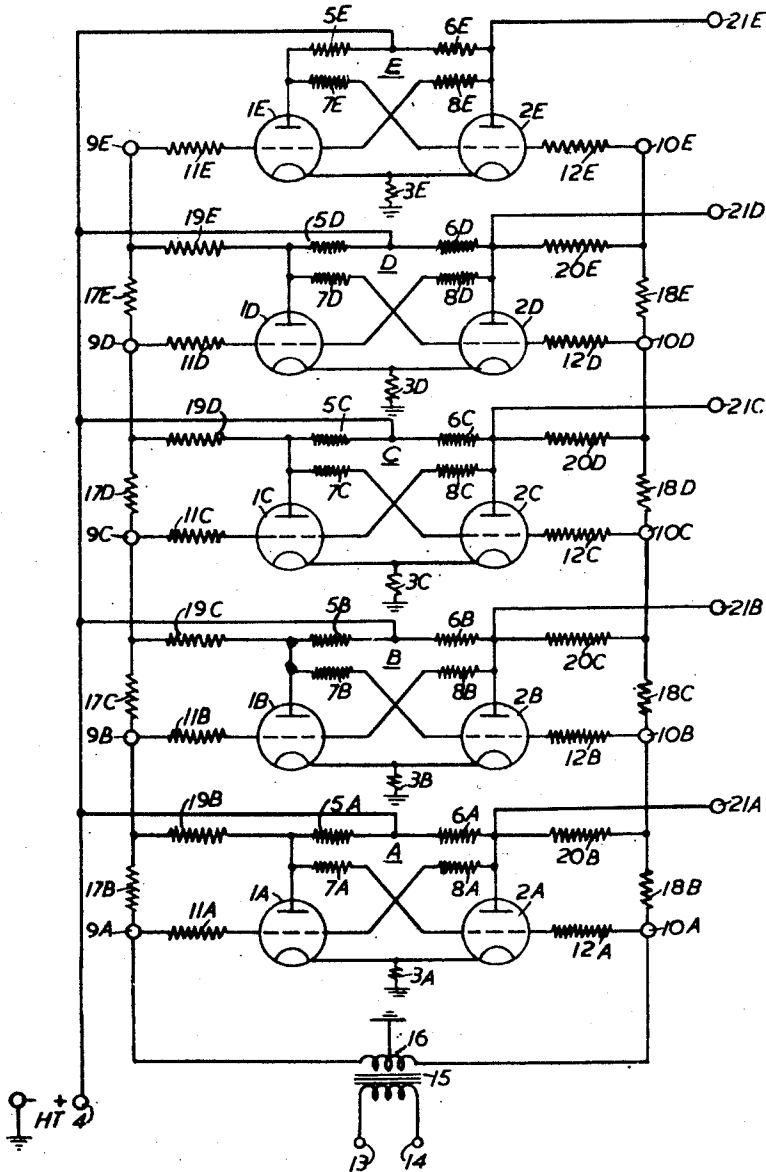 5E
6E
21E
E
7E
8E
1E
2E
9E
10E
11E
12E
3E
19E
5D
6D
21D
D
20E
17E
7D
8D
18E
1D
2D
9D
10D
11D
12D
3D
19D
5C
6C
21C
C
20D
17D
7C
8C
18D
1C
2C
11C
9C
10C
12C
3C
19C
5B
6B
21B
B
20C
17C
7B
8B
18C
1B
2B
11B
9B
10B
12B
3B
19B
5A
6A
21A
A
20B
17B
7A
8A
18B
1A
2A
11A
9A
10A
12A
3A
16
15
- + 4
HT
13 14